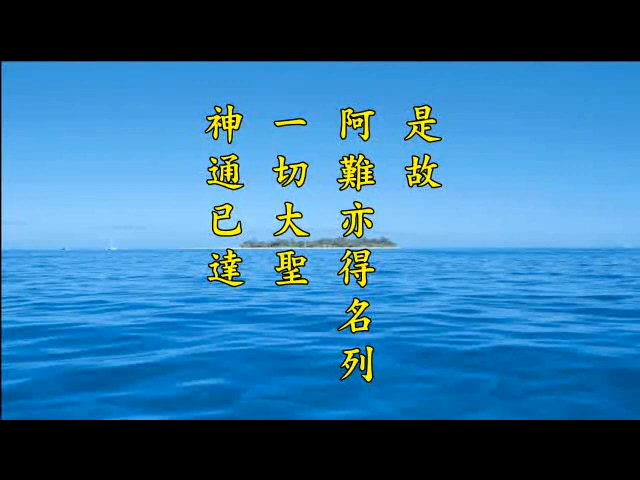 是故
阿難亦得名列
一切大聖
神通已達